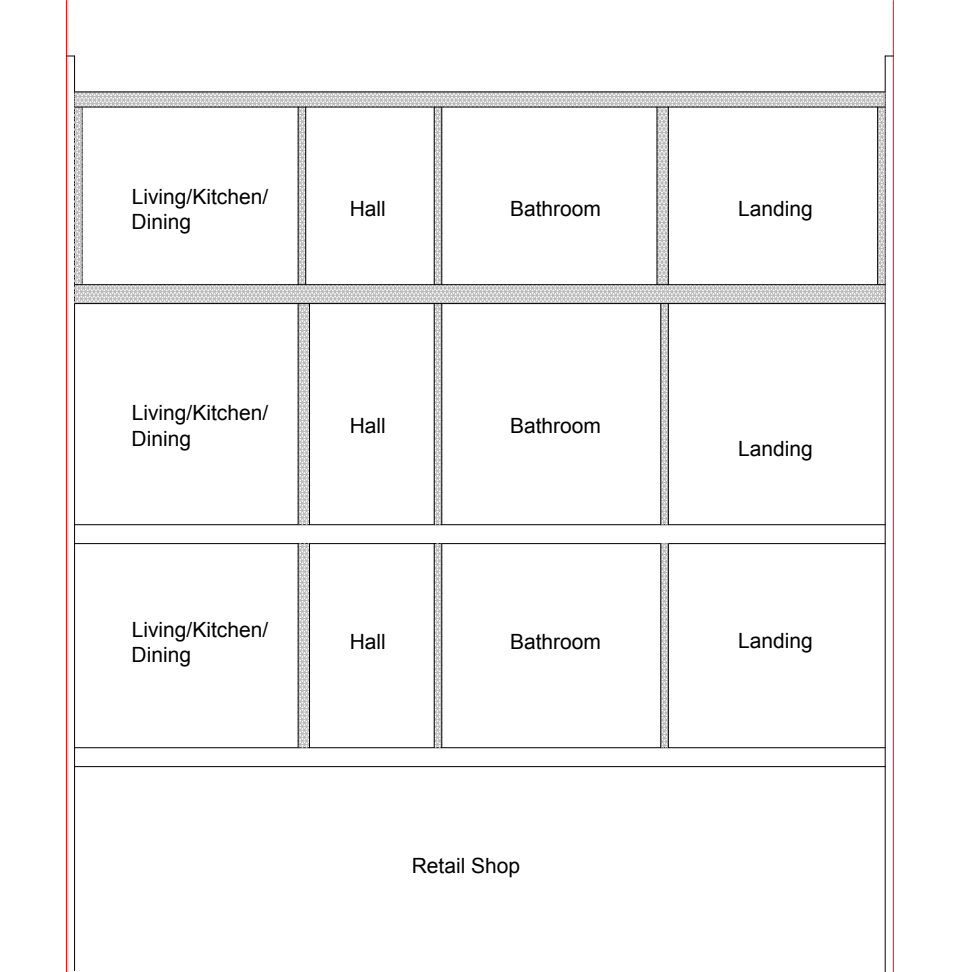 Living/Kitchen/
Dining
Hall
Bathroom
Landing
Living/Kitchen/
Dining
Hall
Bathroom
Landing
Living/Kitchen/
Dining
Hall
Bathroom
Landing
Retail Shop